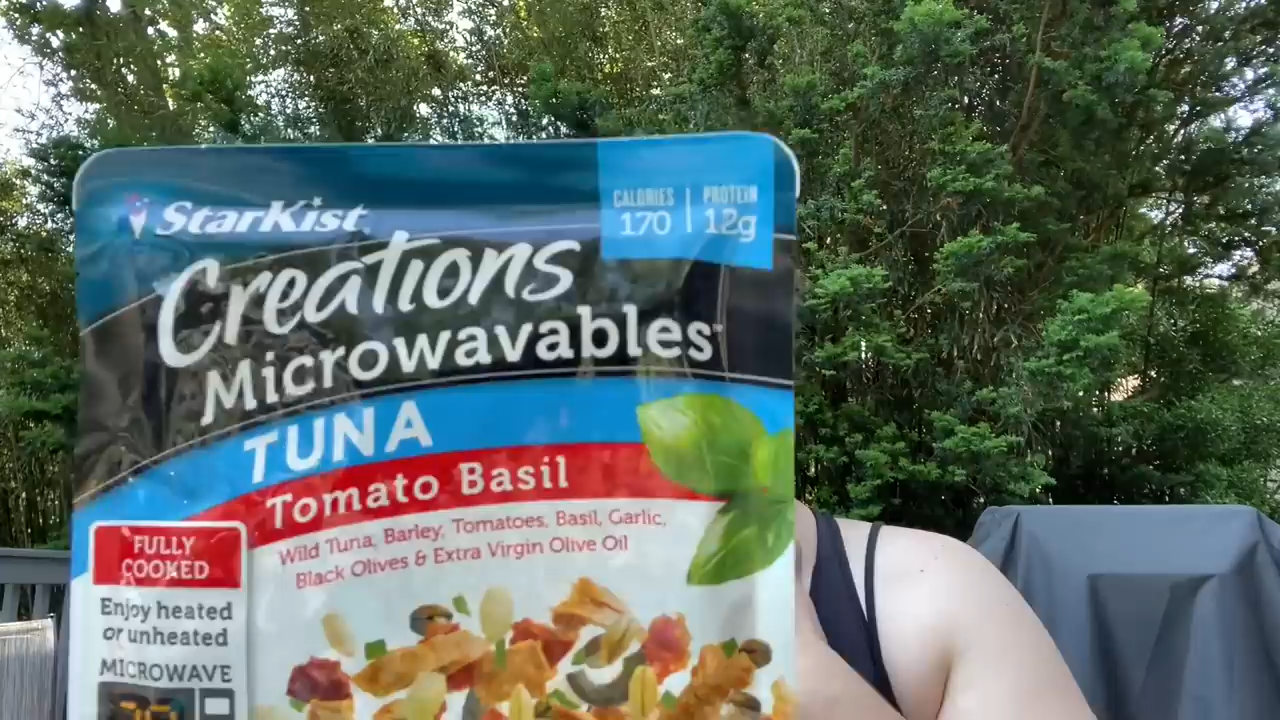 StarKist
CALORIES
170
PROTEIN
12g
Creations
Microwavables™
TUNA
Tomato Basil
Wild Tuna, Barley, Tomatoes, Basil, Garlic,
Black Olives & Extra Virgin Olive Oil
FULLY
COOKED
Enjoy heated
or unheated
MICROWAVE